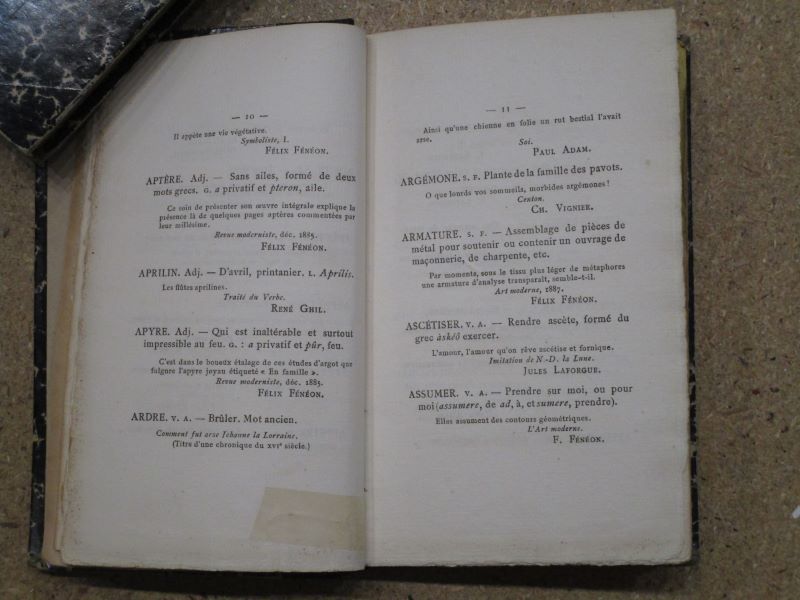 — 10 —
Il appète une vie végétative.
Symboliste, I.
FÉLIX FÉNÉON.
APTÈRE. Adj. — Sans ailes, formé de deux
mots grecs. G. a privatif et pteron, aile.
Ce soin de présenter son œuvre intégrale explique la
présence là de quelques pages aptères commentées par
leur millésime.
Revue moderniste, déc. 1885.
FÉLIX FÉNÉON.
APRILIN. Adj. — D'avril, printanier. L. Aprilis.
Les flûtes aprilines.
Traité du Verbe.
RENÉ GHIL.
APYRE. Adj. — Qui est inaltérable et surtout
impressible au feu. G. : a privatif et pûr, feu.
C'est dans le boueux étalage de ces études d'argot que
fulgure l'apyre joyau étiqueté « En famille ».
Revue moderniste, déc. 1885.
FÉLIX FÉNÉON.
ARDRE. V. A. — Brûler. Mot ancien.
Comment fut arse Jehanne la Lorraine.
(Titre d'une chronique du XVIe siècle.)
— 11 —
Ainsi qu'une chienne en folie un rut bestial l'avait
arse.
Soi.
PAUL ADAM.
ARGÉMONE. S. F. Plante de la famille des pavots.
O que lourds vos sommeils, morbides argémones !
Centon.
CH. VIGNIER.
ARMATURE. S. F. — Assemblage de pièces de
métal pour soutenir ou contenir un ouvrage de
maçonnerie, de charpente, etc.
Par moments, sous le tissu plus léger de métaphores
une armature d'analyse transparaît, semble-t-il.
Art moderne, 1887.
FÉLIX FÉNÉON.
ASCÉTISER. V. A. — Rendre ascète, formé du
grec àskéô exercer.
L'amour, l'amour qu'on rêve ascétise et fornique.
Imitation de N.-D. la Lune.
JULES LAFORGUE.
ASSUMER. V. A. — Prendre sur moi, ou pour
moi (assumere, de ad, à, et sumere, prendre).
Elles assument des contours géométriques.
L'Art moderne.
F. FÉNÉON.